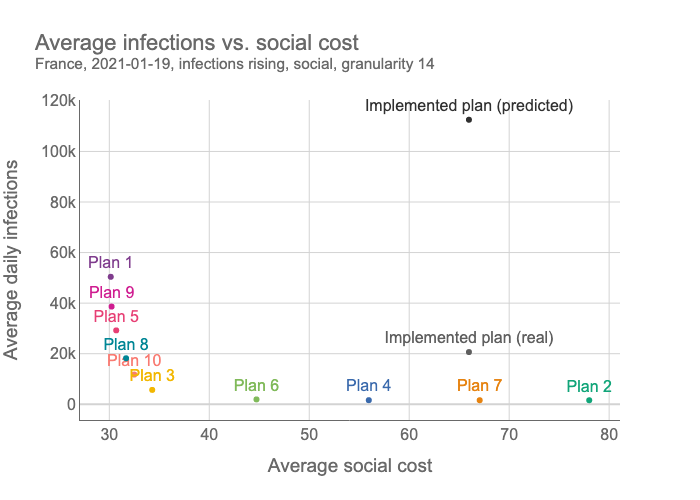 Average infections vs. social cost
France, 2021-01-19, infections rising, social, granularity 14
120k
Implemented plan (predicted)
100k
80k
60k
Plan 1
Plan 9
40k
Plan 5
Implemented plan (real)
Plan 8
20k
Plan 10
Plan 3
Plan 6
Plan 4
Plan 7
Plan 2
0
30
40
50
60
70
80
Average social cost
Average daily infections